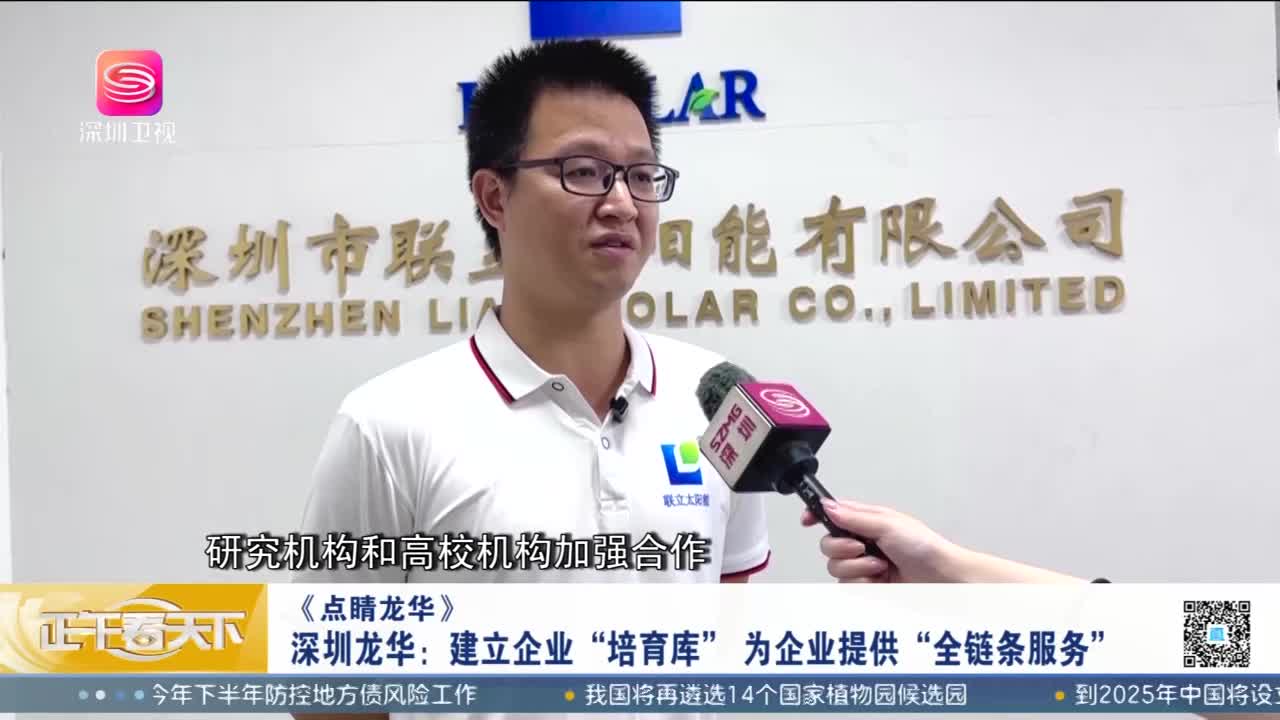 深圳卫视
LAR
深圳市联
阳能有限公司
SHENZHEN LIA
OLAR CO., LIMITED
SZMG
深圳
联立太阳能
研究机构和高校机构加强合作
正午看天下
《点睛龙华》
深圳龙华：建立企业“培育库” 为企业提供“全链条服务”
今年下半年防控地方债风险工作 我国将再遴选14个国家植物园候选园 到2025年中国将设立